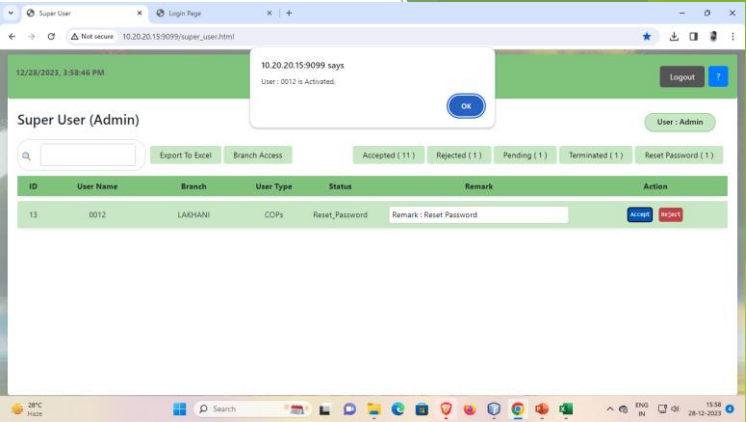 Super User
Login Page
Not secure 10.20.20.15:9099/super_user.html
12/28/2023, 3:58:46 PM
10.20.20.15:9099 says
User : 0012 is Activated.
OK
Logout ?
Super User (Admin)
User : Admin
Export To Excel Branch Access Accepted ( 11 ) Rejected ( 1 ) Pending ( 1 ) Terminated ( 1 ) Reset Password ( 1 )
ID User Name Branch User Type Status Remark Action
13 0012 LAKHANI COPs Reset_Password Remark : Reset Password Accept Reject
28°C
Haze
Search
ENG
IN
15:58
28-12-2023